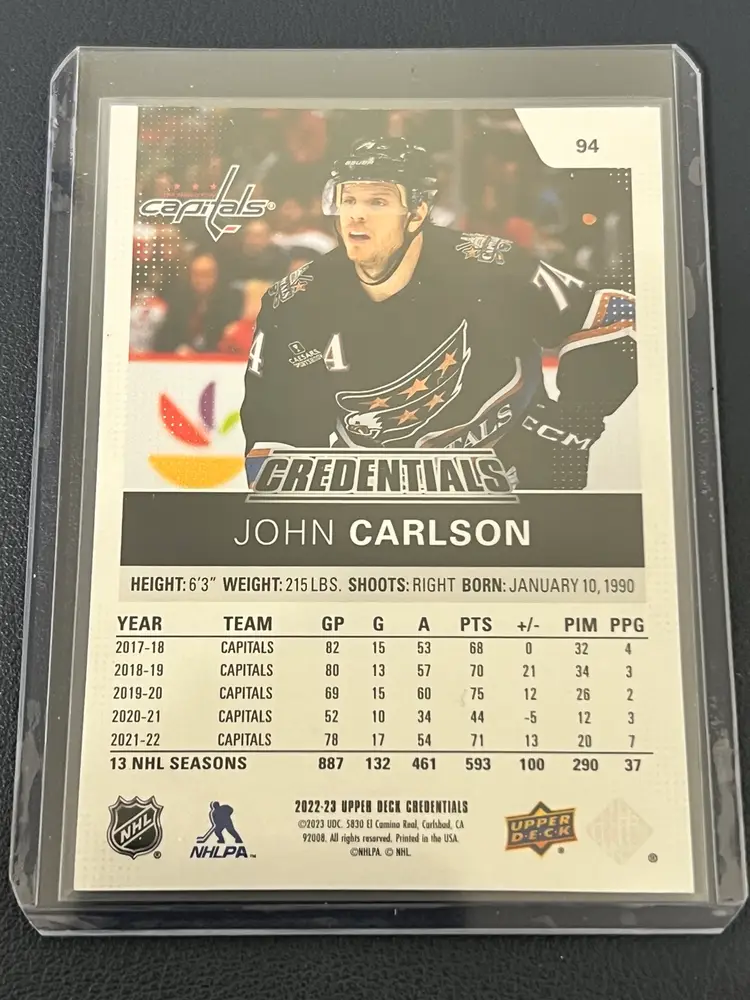 94
capitals®
BAUER
74
4
A
CAESARS
SPORTSBOOK
CCM
CREDENTIALS
JOHN CARLSON
HEIGHT: 6'3" WEIGHT: 215 LBS. SHOOTS: RIGHT BORN: JANUARY 10, 1990
YEAR TEAM GP G A PTS +/- PIM PPG
2017-18 CAPITALS 82 15 53 68 0 32 4
2018-19 CAPITALS 80 13 57 70 21 34 3
2019-20 CAPITALS 69 15 60 75 12 26 2
2020-21 CAPITALS 52 10 34 44 -5 12 3
2021-22 CAPITALS 78 17 54 71 13 20 7
13 NHL SEASONS 887 132 461 593 100 290 37
2022-23 UPPER DECK CREDENTIALS
©2023 UDC. 5830 El Camino Real, Carlsbad, CA
92008. All rights reserved. Printed in the USA.
©NHLPA. © NHL.
NHL ®
NHLPA™
UPPER
DECK ®
®